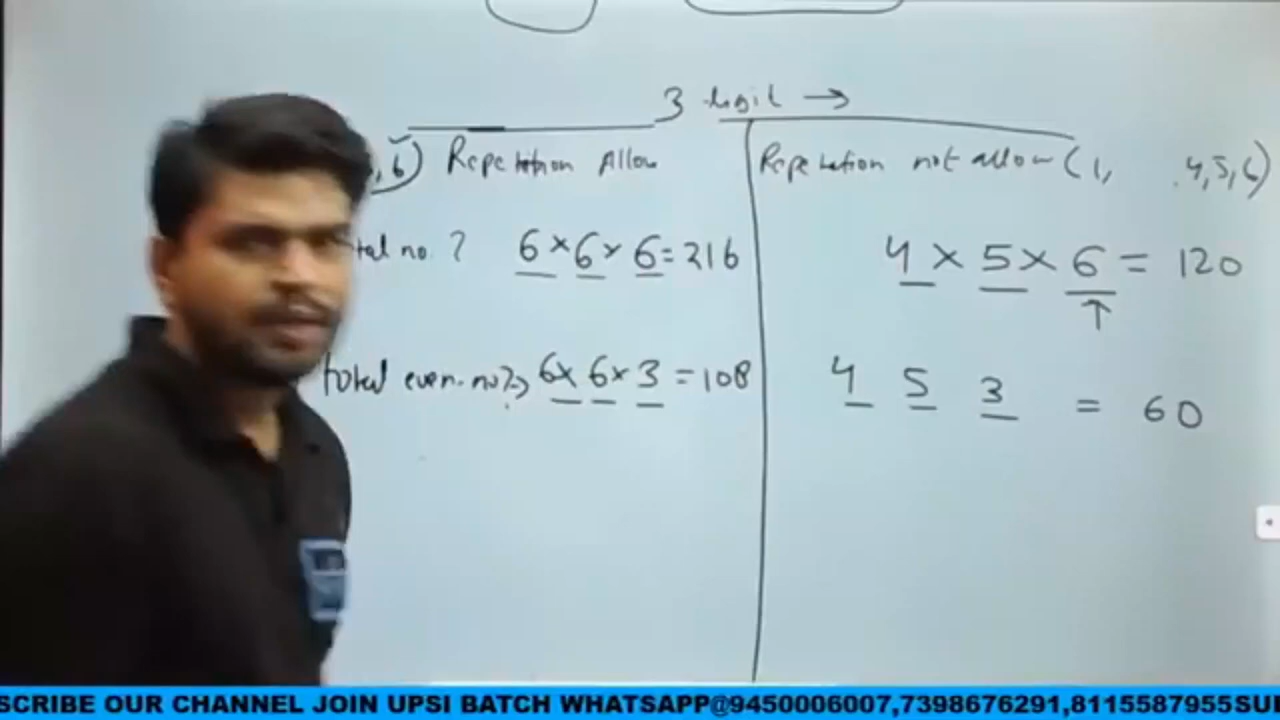 3 digit →
,6) Repetition Allow
Repetation not allow (1, 4,5,6)
tal no. ? 6×6×6=216
4 × 5 × 6 = 120
↑
total even no? 6×6×3=108
4 5 3 = 60
SCRIBE OUR CHANNEL JOIN UPSI BATCH WHATSAPP@9450006007,7398676291,8115587955SU